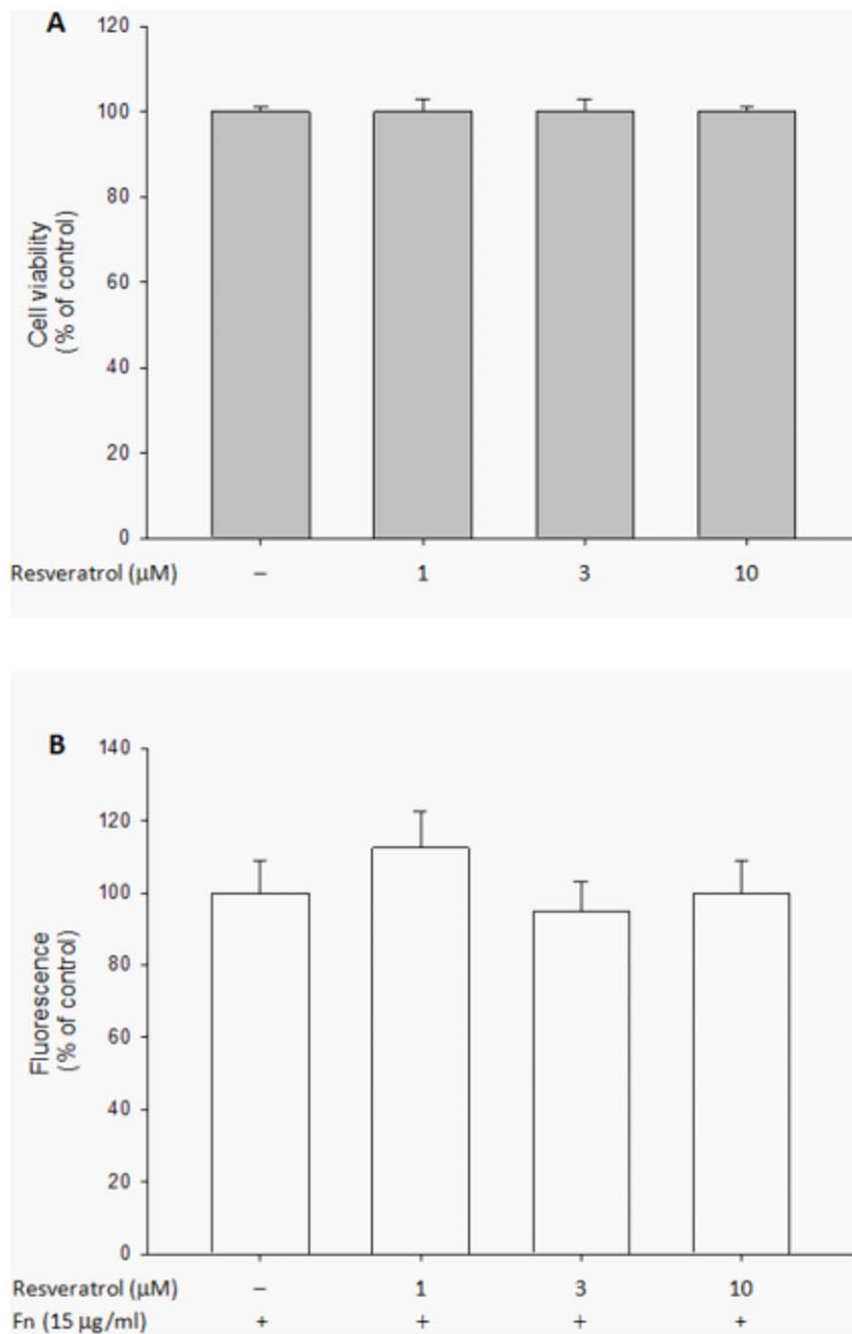 A
120
100
80
60
40
20
0
Cell viability
(% of control)
Resveratrol (μM) – 1 3 10
B
140
120
100
80
60
40
20
0
Fluorescence
(% of control)
Resveratrol (μM) – 1 3 10
Fn (15 μg/ml) + + + +